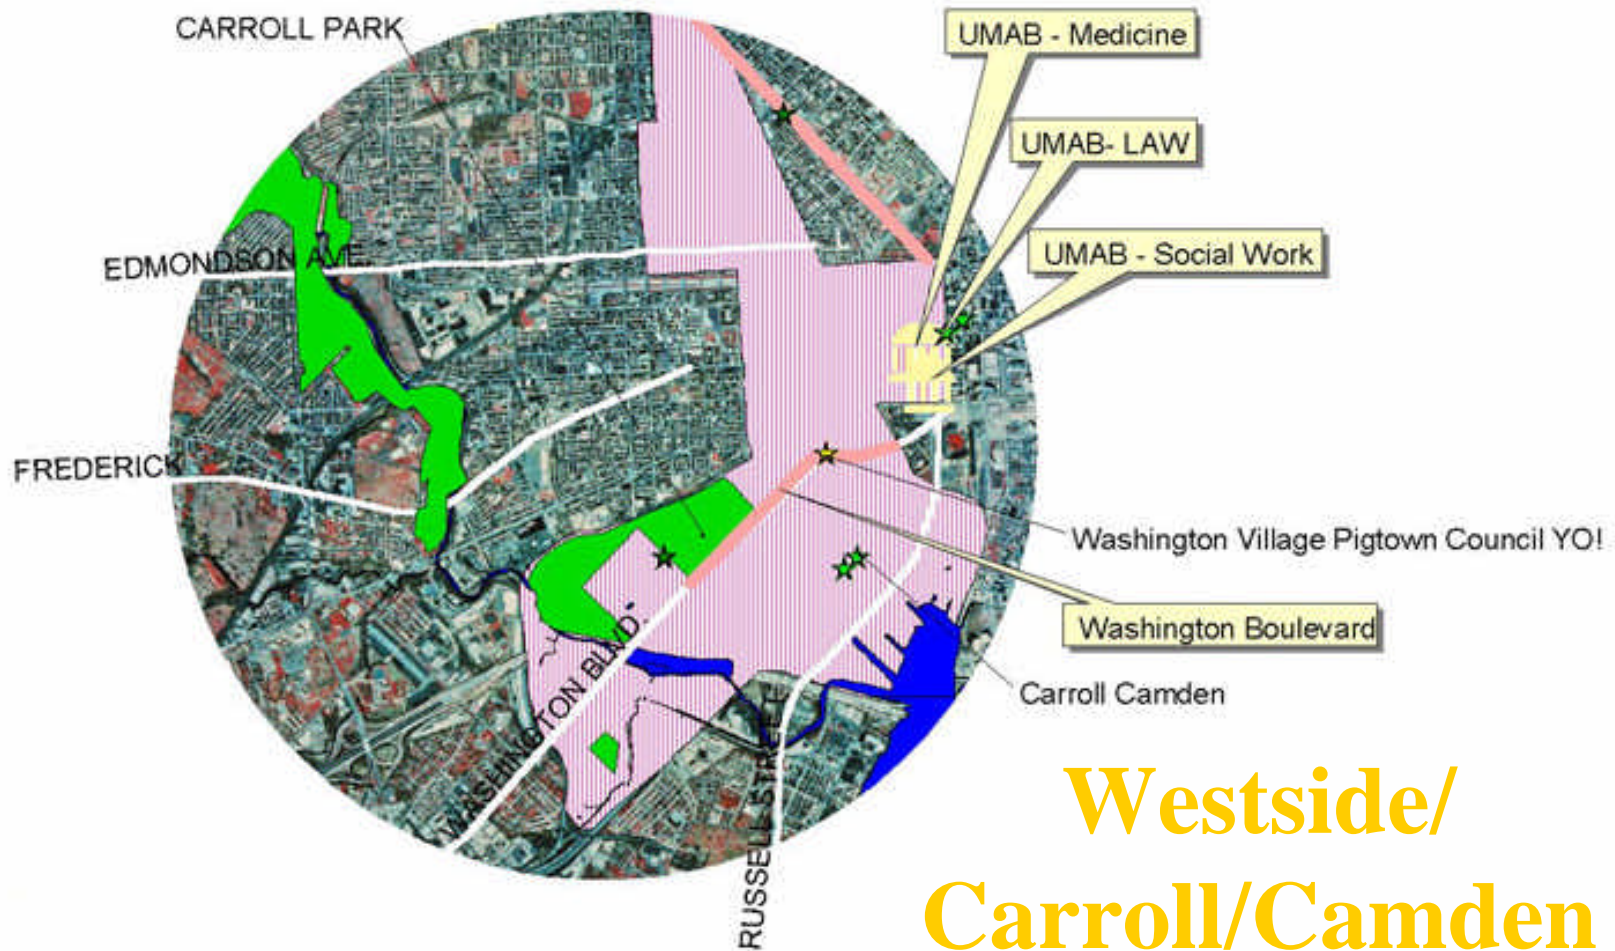 CARROLL PARK
UMAB - Medicine
UMAB- LAW
UMAB - Social Work
EDMONDSON AVE.
FREDERICK
Washington Village Pigtown Council YO!
Washington Boulevard
Carroll Camden
WASHINGTON BLVD.
RUSSELL STREET
Westside/
Carroll/Camden